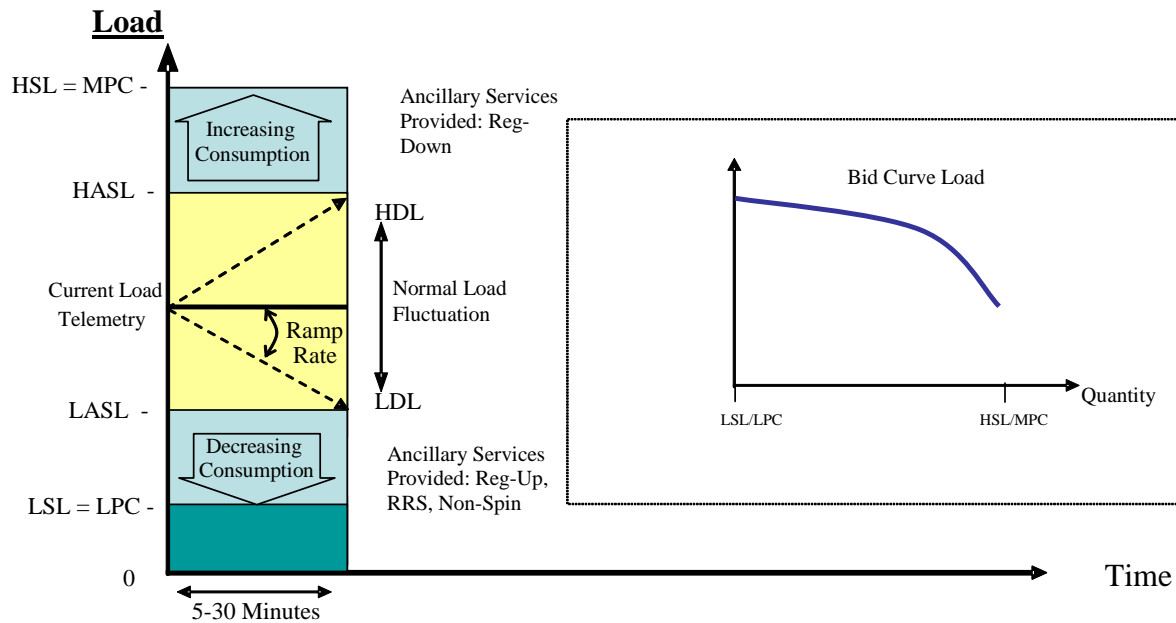 Load
HSL = MPC -
Increasing
Consumption
Ancillary Services
Provided: Reg-
Down
HASL -
HDL
Current Load
Telemetry
Normal Load
Fluctuation
Ramp
Rate
LDL
LASL -
Decreasing
Consumption
Ancillary Services
Provided: Reg-Up,
RRS, Non-Spin
LSL = LPC -
0
Time
5-30 Minutes
Bid Curve Load
Quantity
LSL/LPC
HSL/MPC